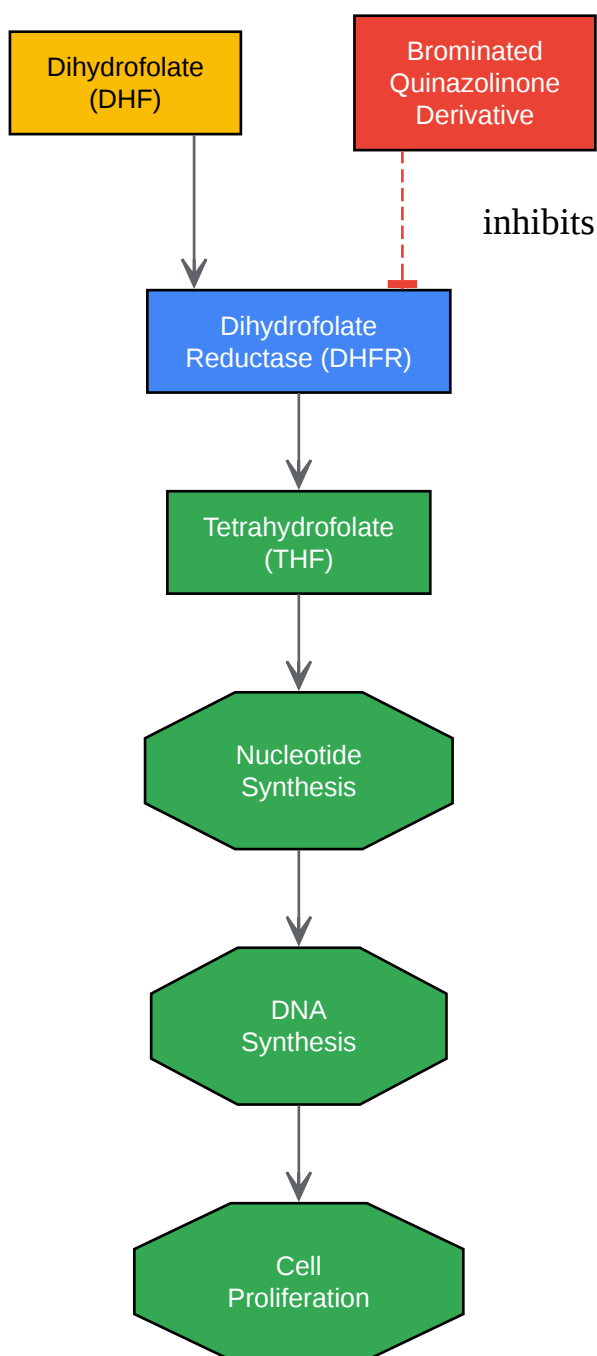 Dihydrofolate
(DHF)
Brominated
Quinazolinone
Derivative
inhibits
Dihydrofolate
Reductase (DHFR)
Tetrahydrofolate
(THF)
Nucleotide
Synthesis
DNA
Synthesis
Cell
Proliferation